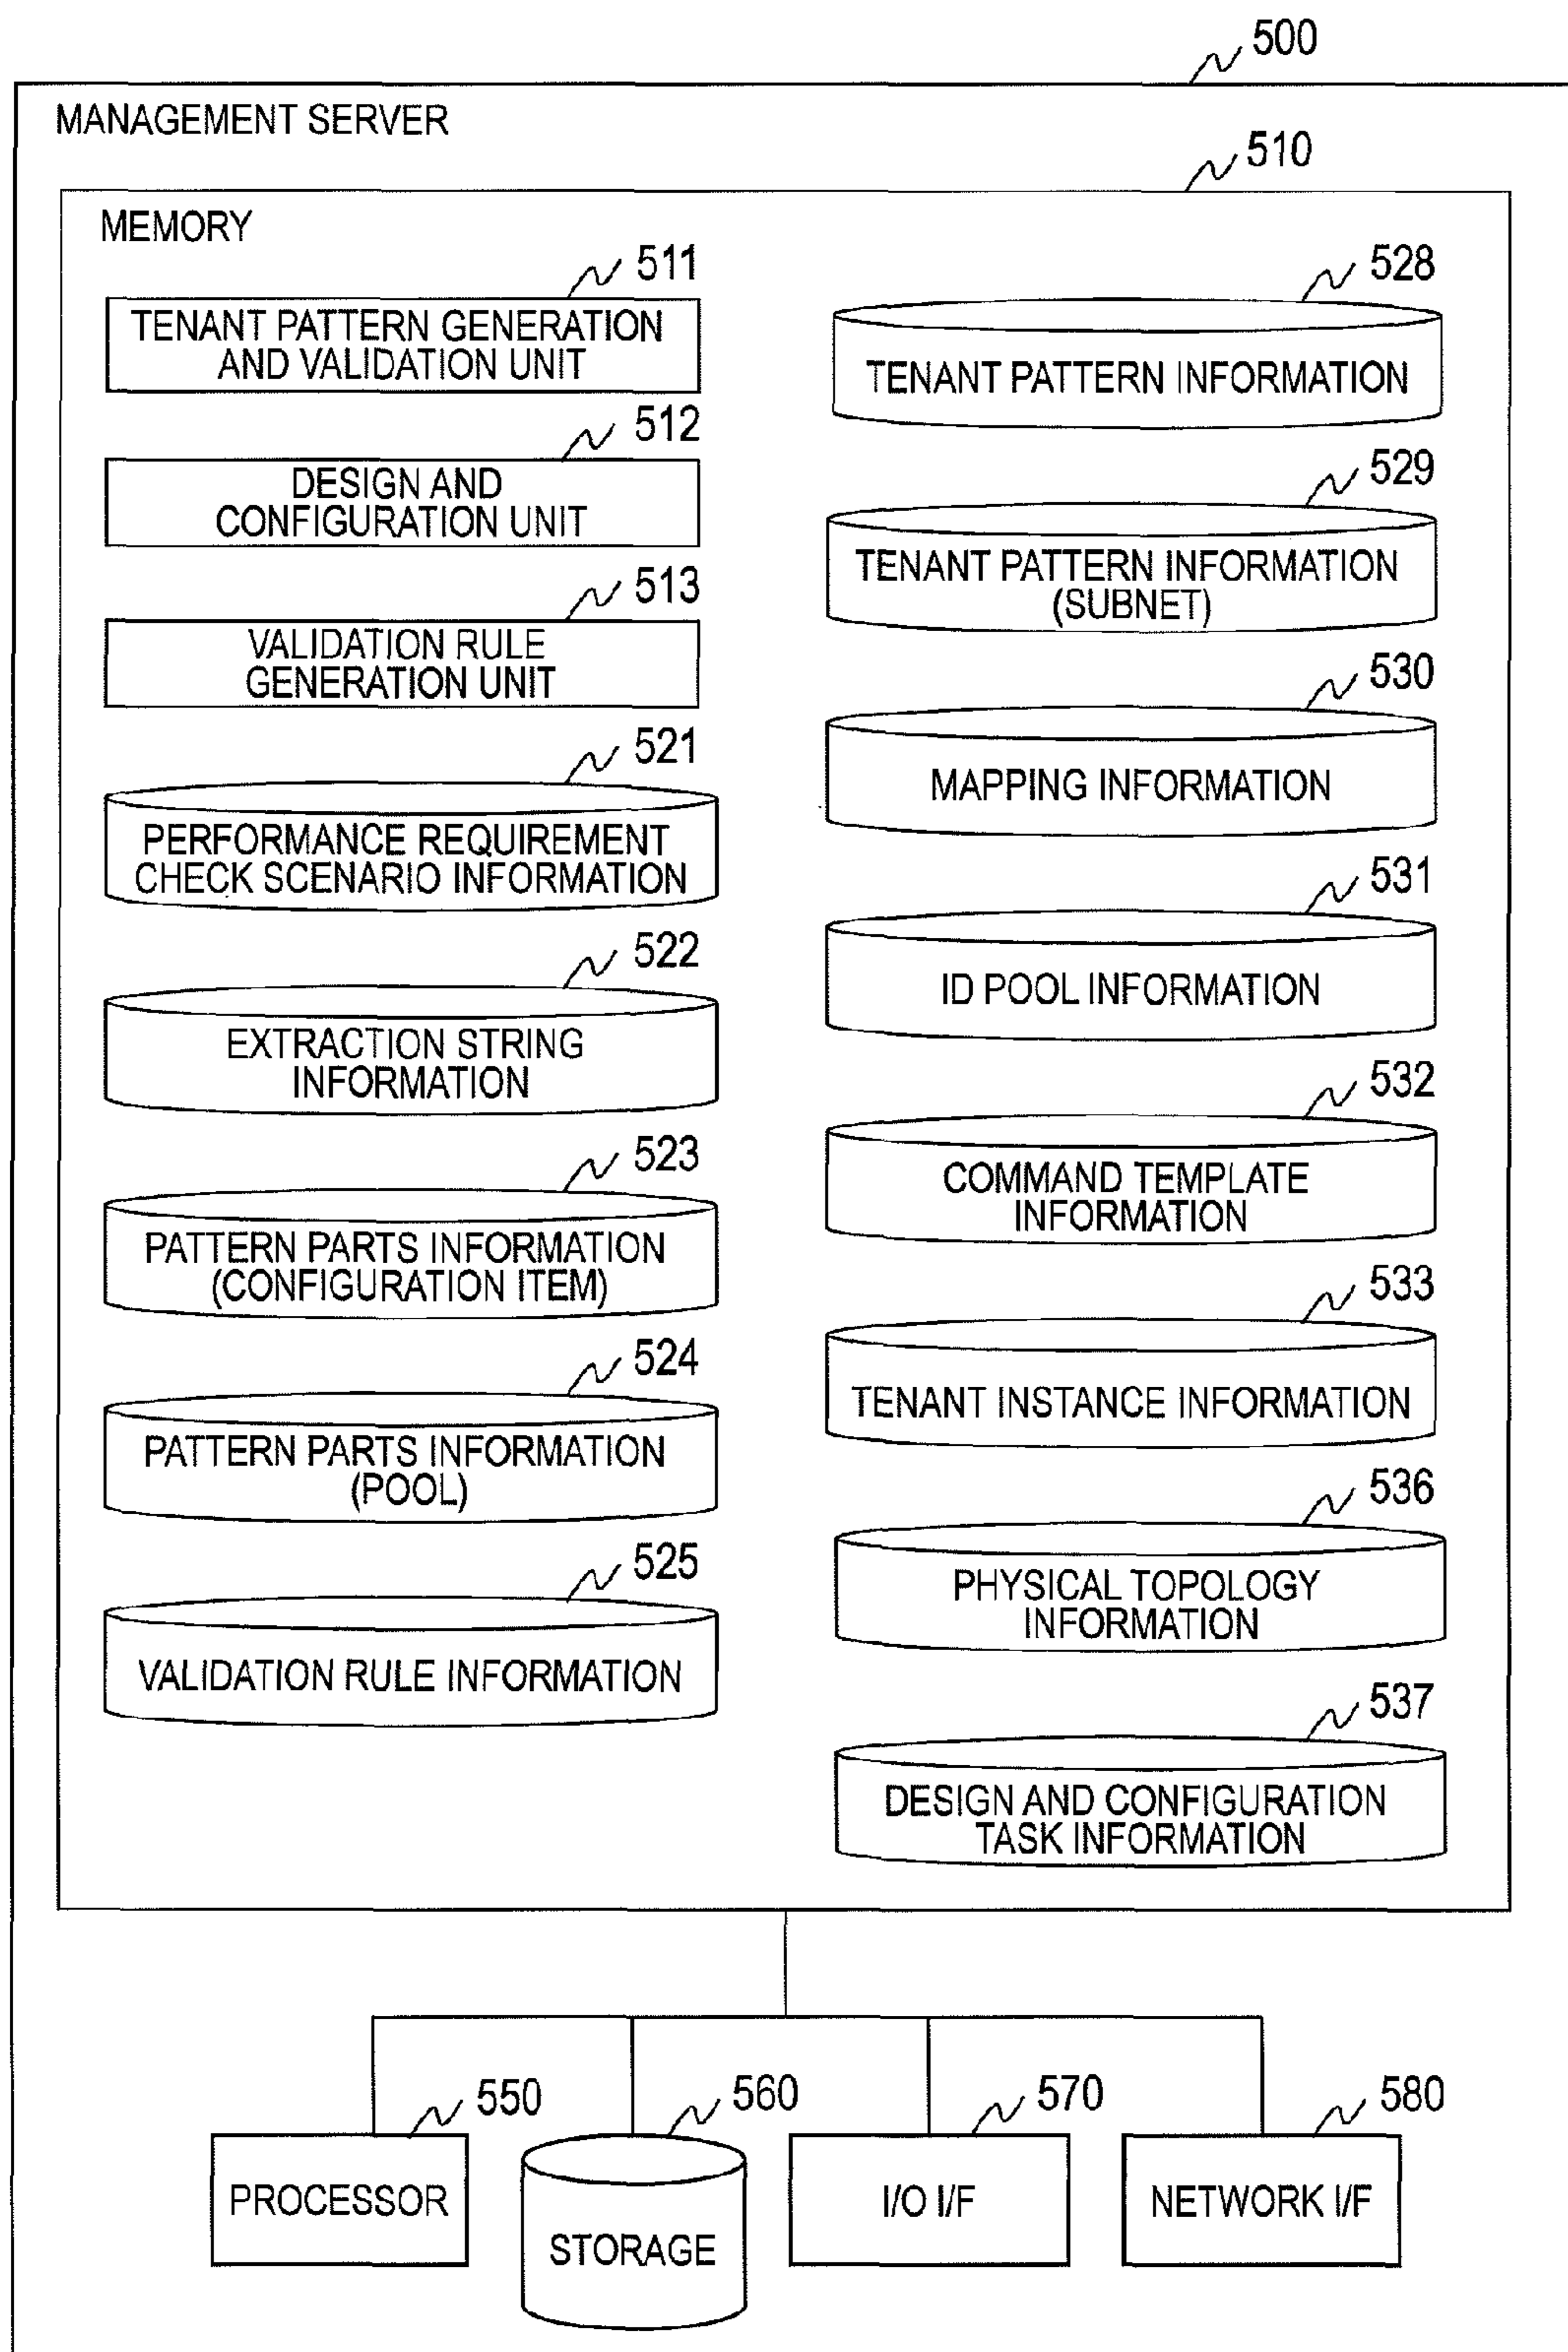 500
MANAGEMENT SERVER
510
MEMORY
511
TENANT PATTERN GENERATION
AND VALIDATION UNIT
512
DESIGN AND
CONFIGURATION UNIT
513
VALIDATION RULE
GENERATION UNIT
521
PERFORMANCE REQUIREMENT
CHECK SCENARIO INFORMATION
522
EXTRACTION STRING
INFORMATION
523
PATTERN PARTS INFORMATION
(CONFIGURATION ITEM)
524
PATTERN PARTS INFORMATION
(POOL)
525
VALIDATION RULE INFORMATION
528
TENANT PATTERN INFORMATION
529
TENANT PATTERN INFORMATION
(SUBNET)
530
MAPPING INFORMATION
531
ID POOL INFORMATION
532
COMMAND TEMPLATE
INFORMATION
533
TENANT INSTANCE INFORMATION
536
PHYSICAL TOPOLOGY
INFORMATION
537
DESIGN AND CONFIGURATION
TASK INFORMATION
550
PROCESSOR
560
STORAGE
570
I/O I/F
580
NETWORK I/F